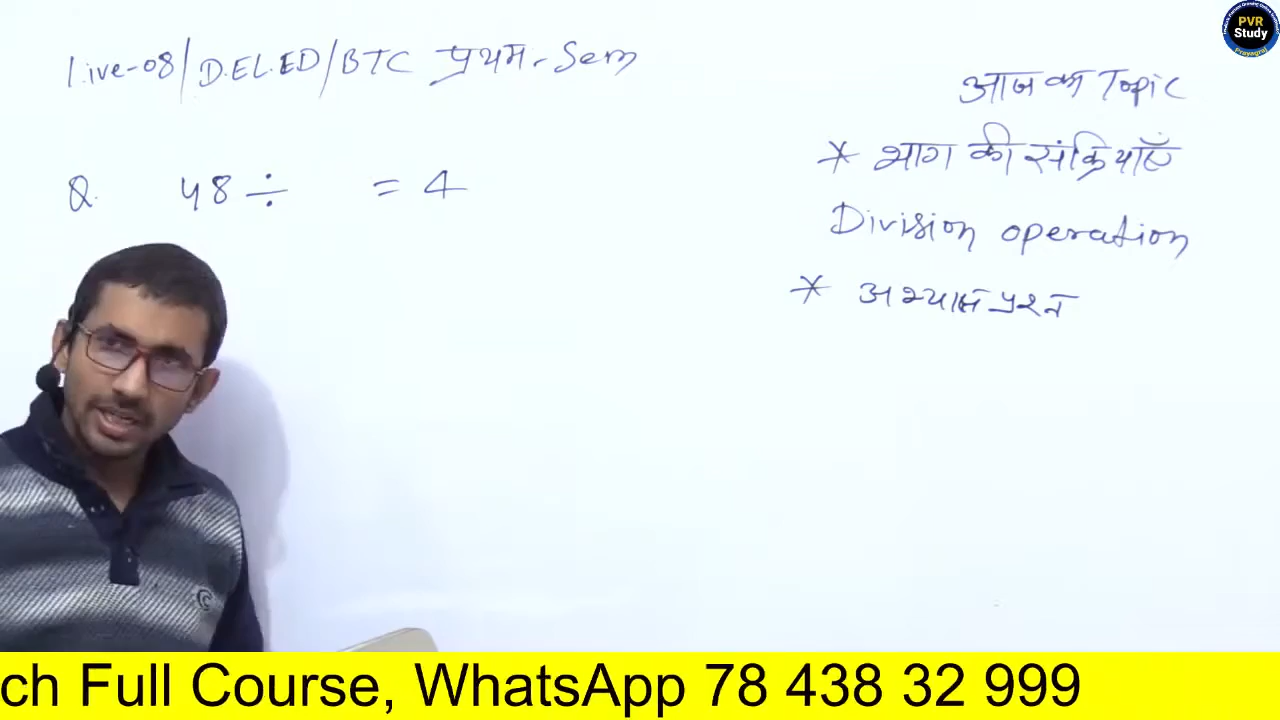 Live-08/D.EL.ED/BTC प्रथम-Sem
Q. 48 ÷ = 4
आज का Topic
* भाग की संक्रियाएँ
Division operation
* अभ्यास प्रश्न
PVR
Study
Prayagraj
ch Full Course, WhatsApp 78 438 32 999